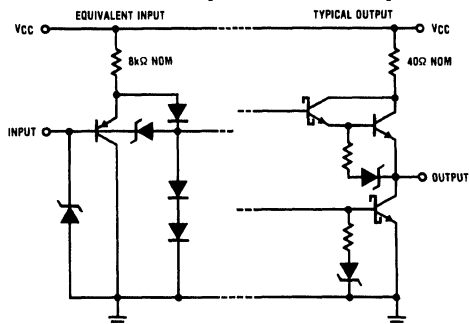 EQUIVALENT INPUT
TYPICAL OUTPUT
VCC
VCC
8kΩ NOM
40Ω NOM
INPUT
OUTPUT